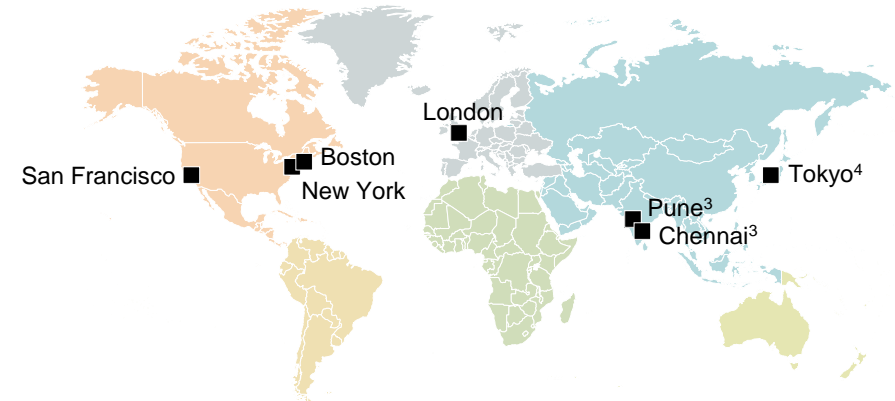 London
Boston
San Francisco
New York
Tokyo⁴
Pune³
Chennai³